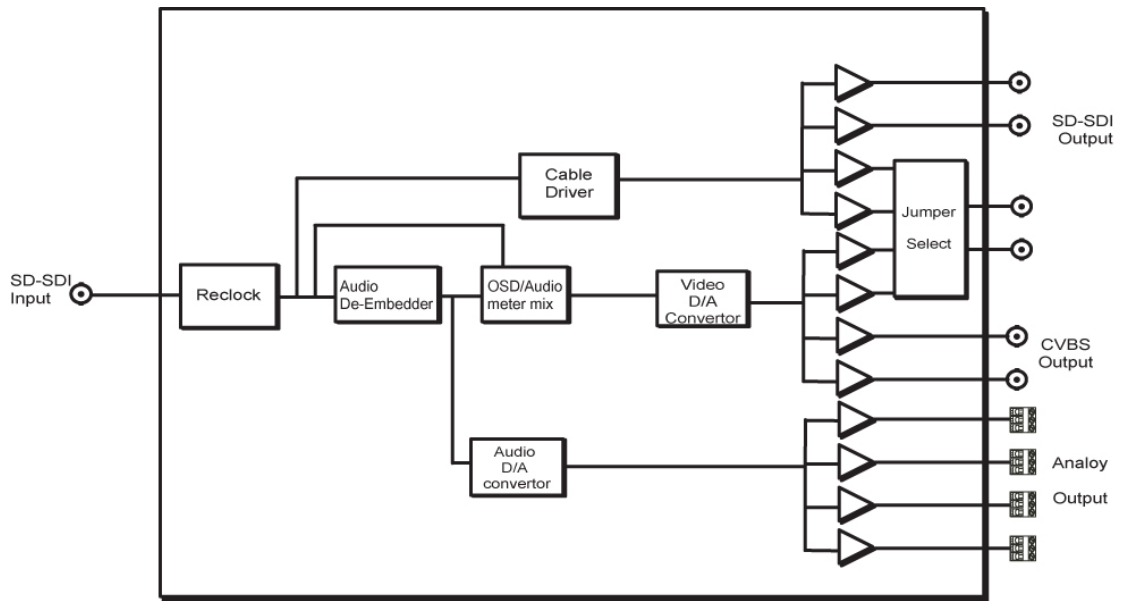 SD-SDI
Output
Cable
Driver
Jumper
Select
SD-SDI
Input
Reclock
Audio
De-Embedder
OSD/Audio
meter mix
Video
D/A
Convertor
CVBS
Output
Audio
D/A
convertor
Analoy
Output